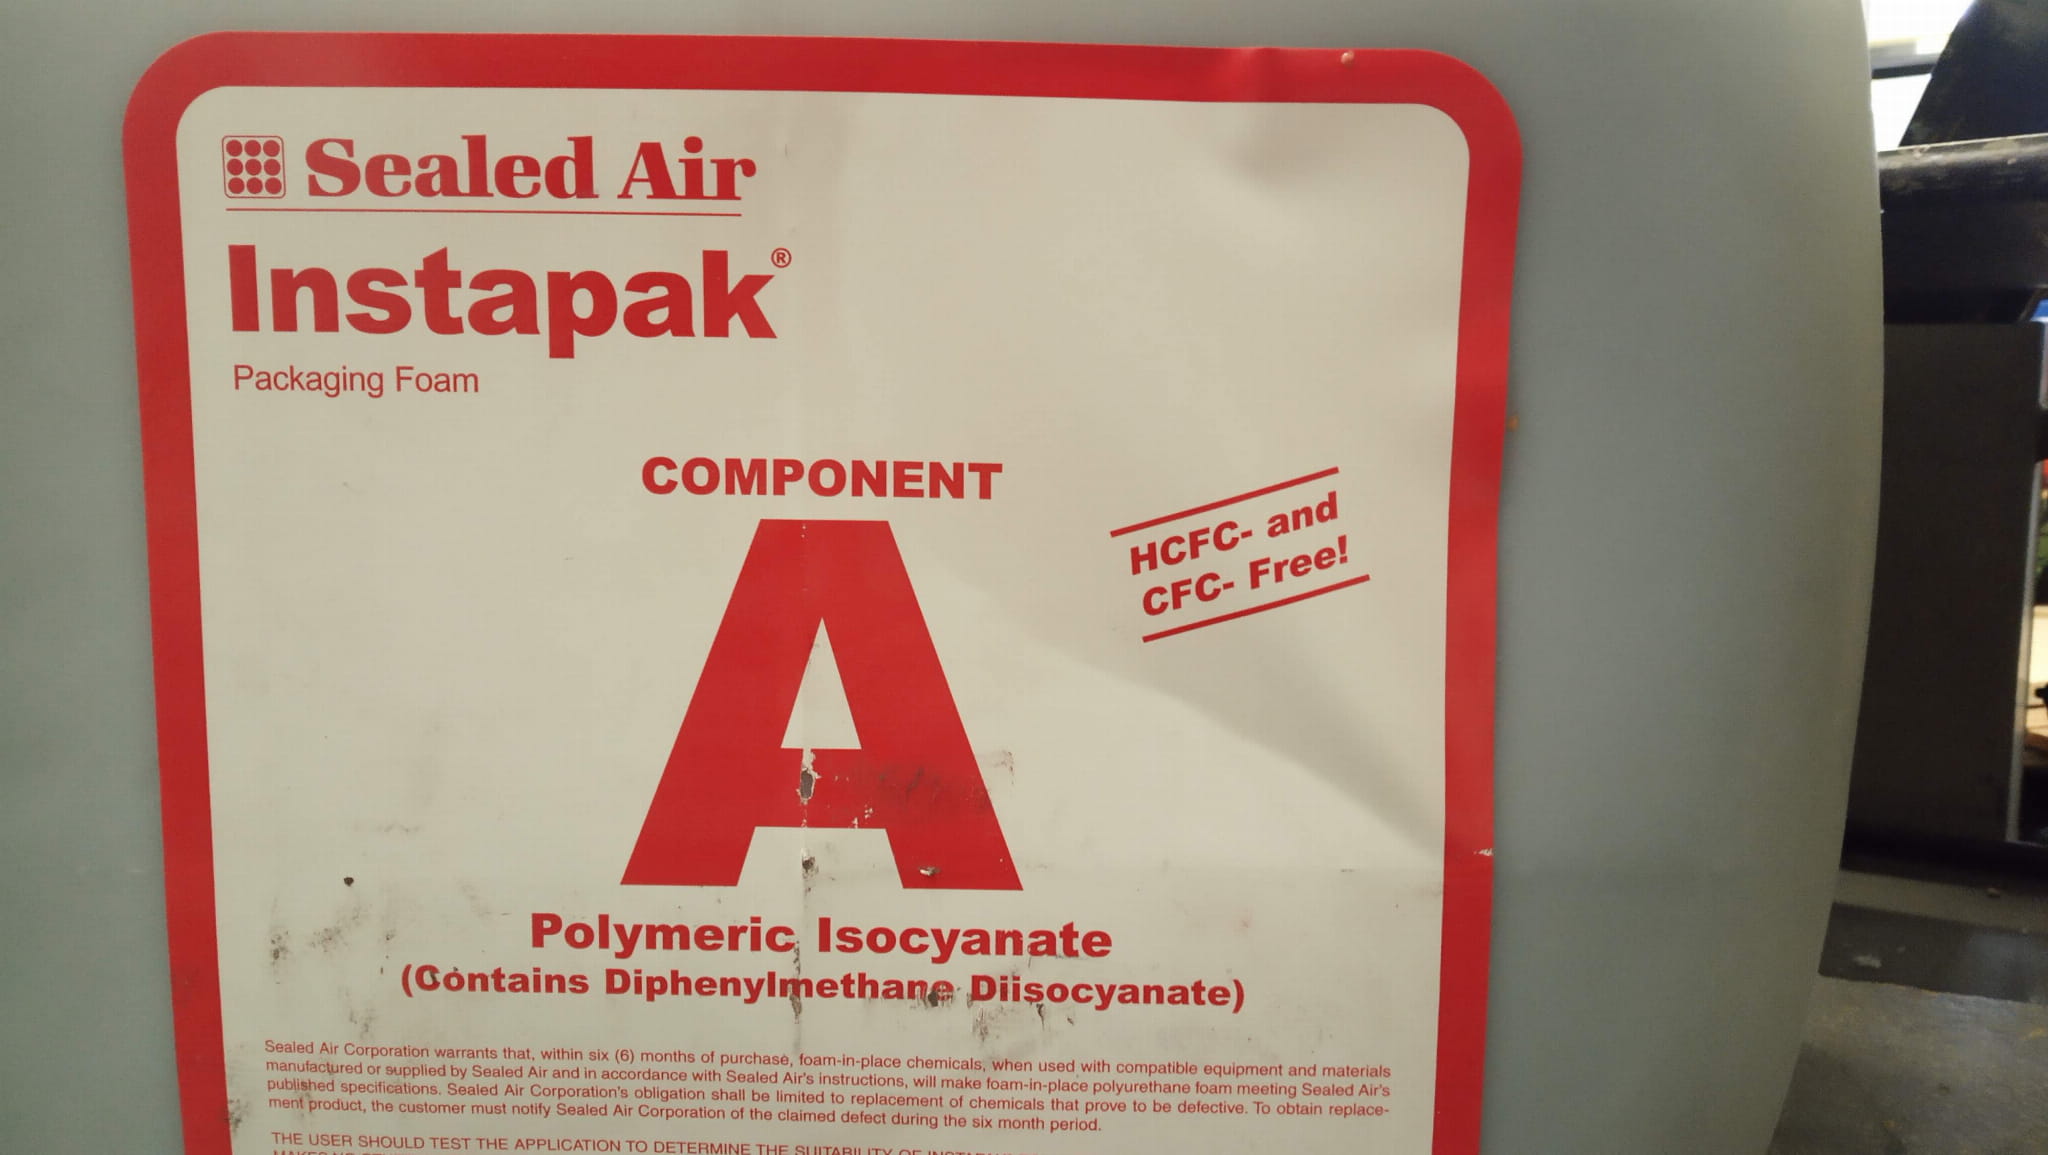 Sealed Air
Instapak®
Packaging Foam
COMPONENT
A
HCFC- and
CFC- Free!
Polymeric Isocyanate
(Contains Diphenylmethane Diisocyanate)
Sealed Air Corporation warrants that, within six (6) months of purchase, foam-in-place chemicals, when used with compatible equipment and materials
manufactured or supplied by Sealed Air and in accordance with Sealed Air's instructions, will make foam-in-place polyurethane foam meeting Sealed Air's
published specifications. Sealed Air Corporation's obligation shall be limited to replacement of chemicals that prove to be defective. To obtain replace-
ment product, the customer must notify Sealed Air Corporation of the claimed defect during the six month period.
THE USER SHOULD TEST THE APPLICATION TO DETERMINE THE SUITABILITY OF